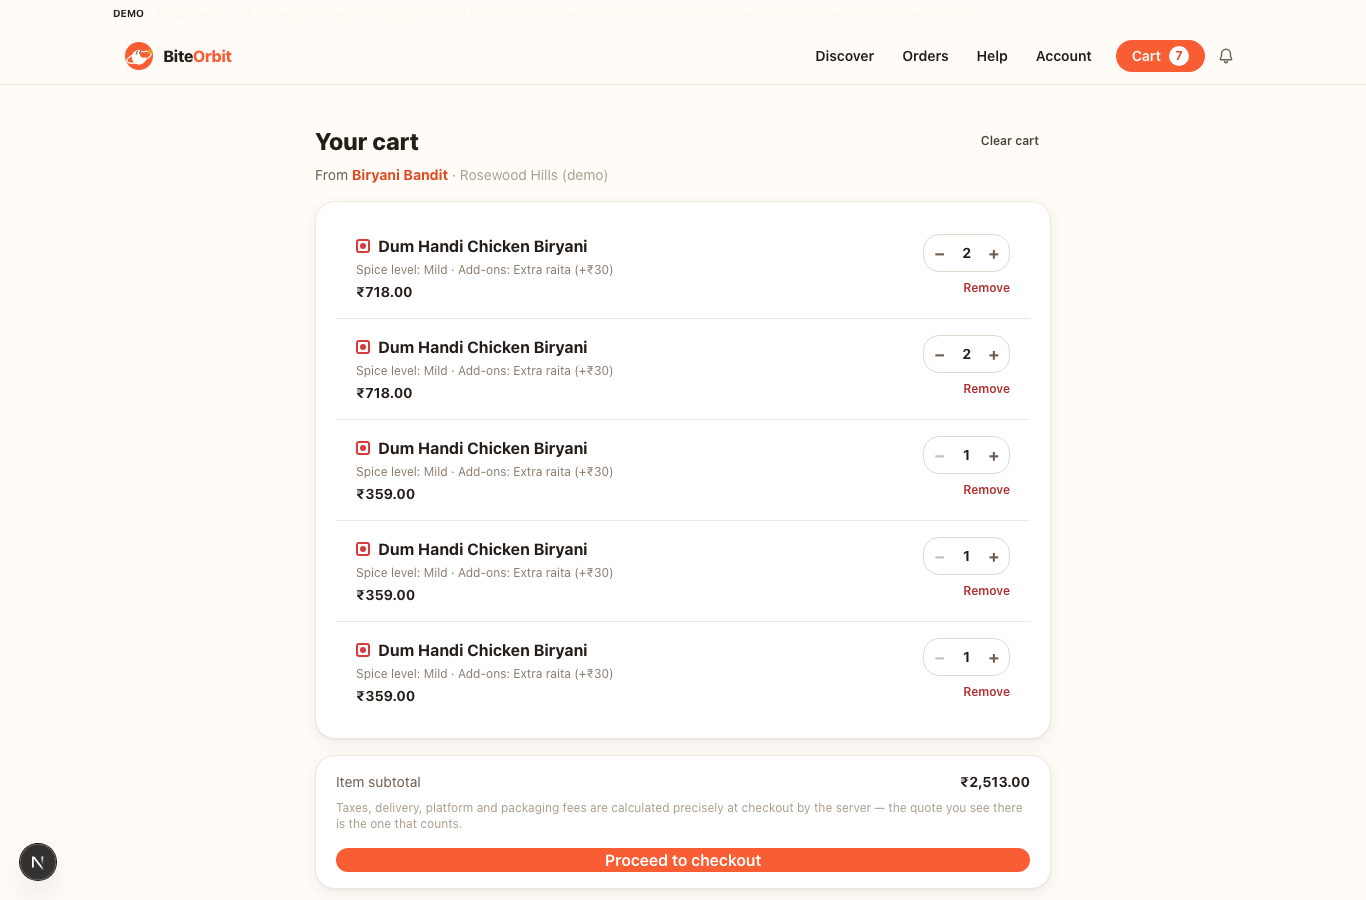 DEMO
BiteOrbit
Discover Orders Help Account Cart 7
Your cart
Clear cart
From Biryani Bandit · Rosewood Hills (demo)
Dum Handi Chicken Biryani
− 2 +
Spice level: Mild · Add-ons: Extra raita (+₹30)
₹718.00
Remove
Dum Handi Chicken Biryani
− 2 +
Spice level: Mild · Add-ons: Extra raita (+₹30)
₹718.00
Remove
Dum Handi Chicken Biryani
− 1 +
Spice level: Mild · Add-ons: Extra raita (+₹30)
₹359.00
Remove
Dum Handi Chicken Biryani
− 1 +
Spice level: Mild · Add-ons: Extra raita (+₹30)
₹359.00
Remove
Dum Handi Chicken Biryani
− 1 +
Spice level: Mild · Add-ons: Extra raita (+₹30)
₹359.00
Remove
Item subtotal ₹2,513.00
Taxes, delivery, platform and packaging fees are calculated precisely at checkout by the server — the quote you see there
is the one that counts.
Proceed to checkout
N